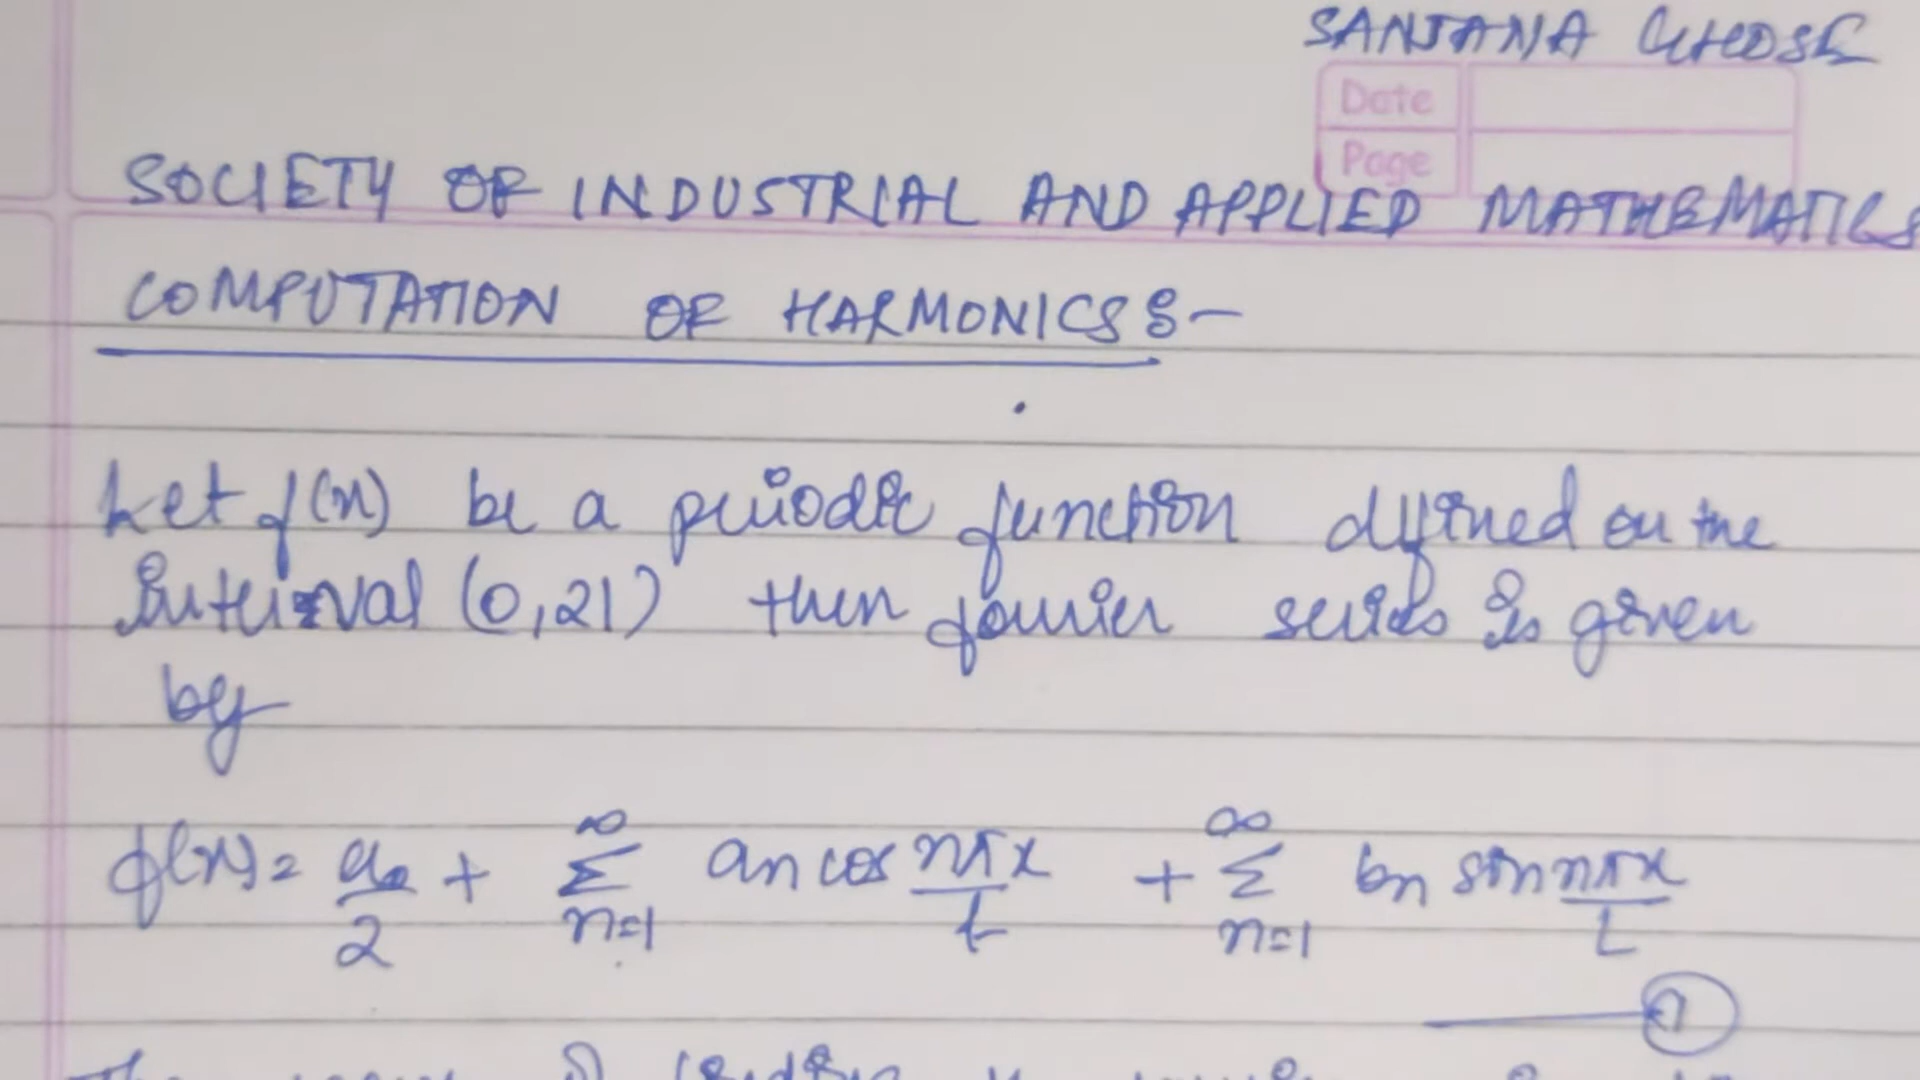 SANJANA GHOSE
Date
Page
SOCIETY OF INDUSTRIAL AND APPLIED MATHEMATICS
COMPUTATION OF HARMONICS :-
Let f(x) be a periodic function defined on the
Interval (0,2l) then fourier series is given
by
f(x) = a₀/2 + ∞ Σ n=1 an cos nπx/l + ∞ Σ n=1 bn sin nπx/L
①